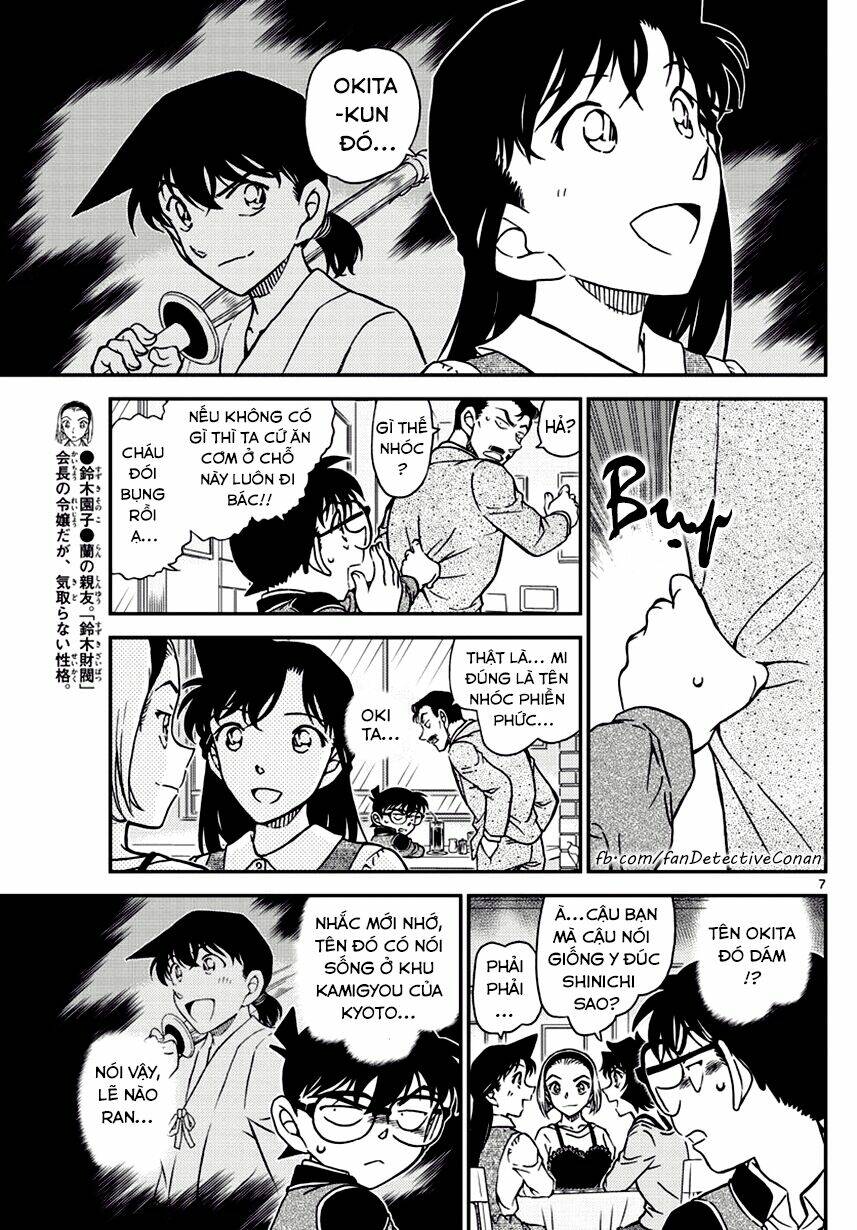 OKITA
-KUN
ĐÓ...
HẢ?
GÌ THẾ
NHÓC?
NẾU KHÔNG CÓ
GÌ THÌ TA CỨ ĂN
CƠM Ở CHỖ
NÀY LUÔN ĐI
BÁC!!
CHÁU
ĐÓI
BỤNG
RỒI
Ạ...
Bụp
●鈴木園子●蘭の親友。「鈴木財閥」
会長の令嬢だが、気取らない性格。
THẬT LÀ... MI
ĐÚNG LÀ TÊN
NHÓC PHIỀN
PHỨC...
OKI
TA...
fb.com/fanDetectiveConan
7
TÊN OKITA
ĐÓ DÁM
!?
À...CẬU BẠN
MÀ CẬU NÓI
GIỐNG Y ĐÚC
SHINICHI
SAO?
PHẢI
PHẢI
...
NHẮC MỚI NHỚ,
TÊN ĐÓ CÓ NÓI
SỐNG Ở KHU
KAMIGYOU CỦA
KYOTO...
NÓI VẬY,
LẼ NÀO
RAN...